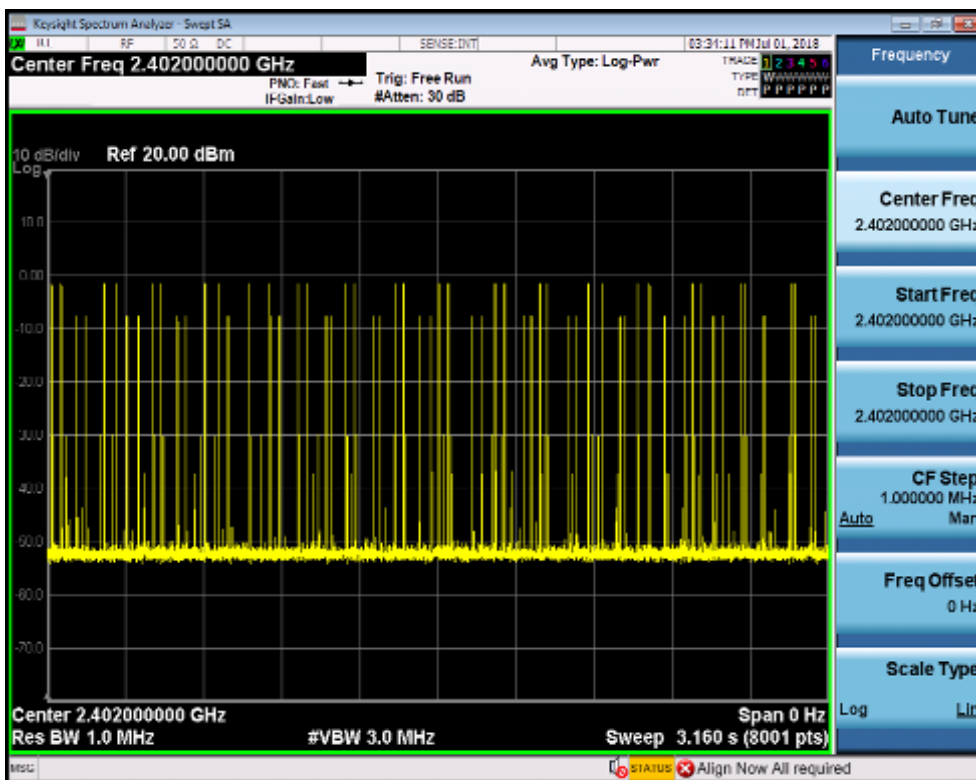 Keysight Spectrum Analyzer - Swept SA
RF 50 Ω DC SENSE:INT 03:34:11 PM Jul 01, 2018
Center Freq 2.402000000 GHz
PNO: Fast
IFGain:Low
Trig: Free Run
#Atten: 30 dB
Avg Type: Log-Pwr
TRACE 1 2 3 4 5 6
TYPE
DET P P P P P P
10 dB/div Ref 20.00 dBm
Log
10.0
0.00
-10.0
-20.0
-30.0
-40.0
-50.0
-60.0
-70.0
Center 2.402000000 GHz Span 0 Hz
Res BW 1.0 MHz #VBW 3.0 MHz Sweep 3.160 s (8001 pts)
MSG STATUS Align Now All required
Frequency
Auto Tune
Center Freq
2.402000000 GHz
Start Freq
2.402000000 GHz
Stop Freq
2.402000000 GHz
CF Step
1.000000 MHz
Auto Man
Freq Offset
0 Hz
Scale Type
Log Lin